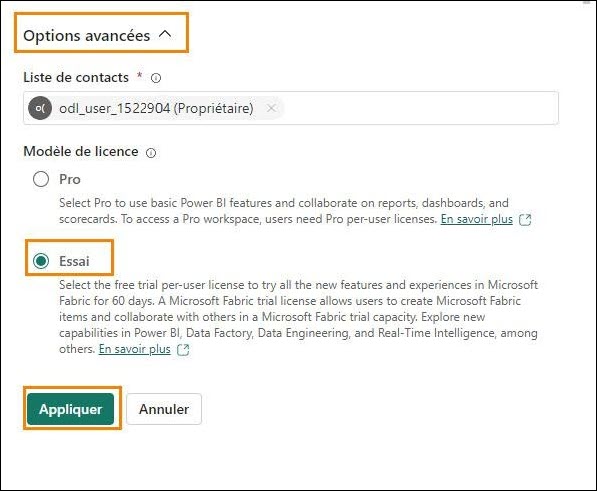 Options avancées
Liste de contacts *
o( odl_user_1522904 (Propriétaire)
Modèle de licence
Pro
Select Pro to use basic Power BI features and collaborate on reports, dashboards, and
scorecards. To access a Pro workspace, users need Pro per-user licenses. En savoir plus
Essai
Select the free trial per-user license to try all the new features and experiences in Microsoft
Fabric for 60 days. A Microsoft Fabric trial license allows users to create Microsoft Fabric
items and collaborate with others in a Microsoft Fabric trial capacity. Explore new
capabilities in Power BI, Data Factory, Data Engineering, and Real-Time Intelligence, among
others. En savoir plus
Appliquer Annuler